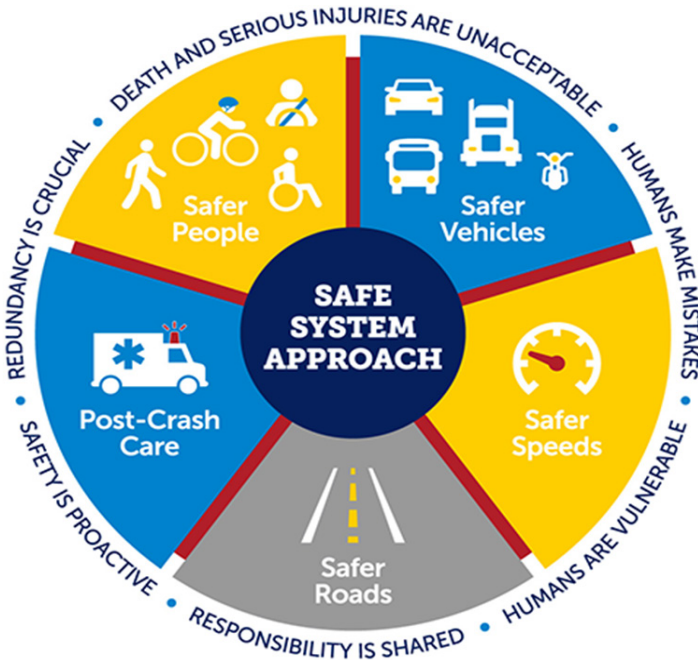 DEATH AND SERIOUS INJURIES ARE UNACCEPTABLE
HUMANS MAKE MISTAKES
HUMANS ARE VULNERABLE
RESPONSIBILITY IS SHARED
SAFETY IS PROACTIVE
REDUNDANCY IS CRUCIAL
Safer
People
Safer
Vehicles
SAFE
SYSTEM
APPROACH
Post-Crash
Care
Safer
Speeds
Safer
Roads